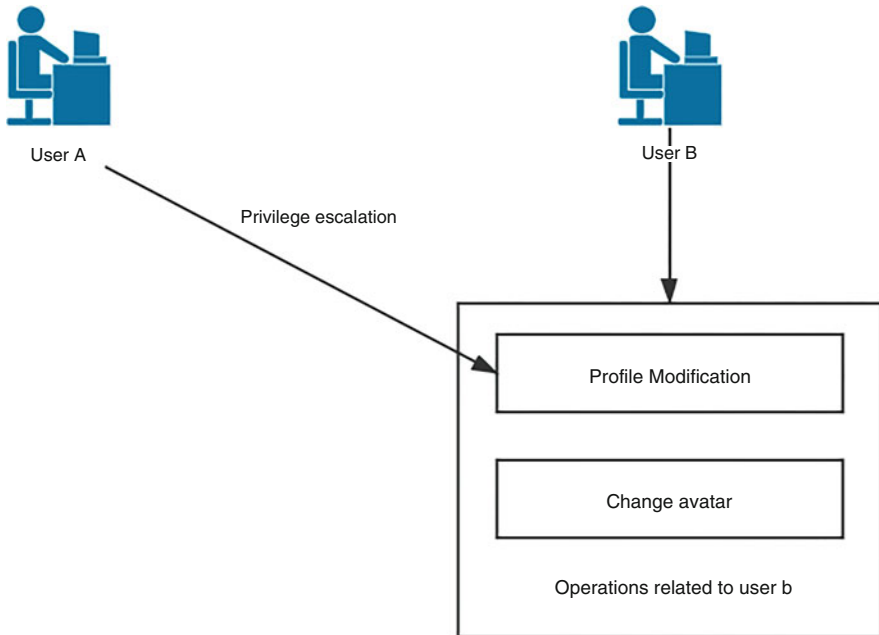 User A
User B
Privilege escalation
Profile Modification
Change avatar
Operations related to user b